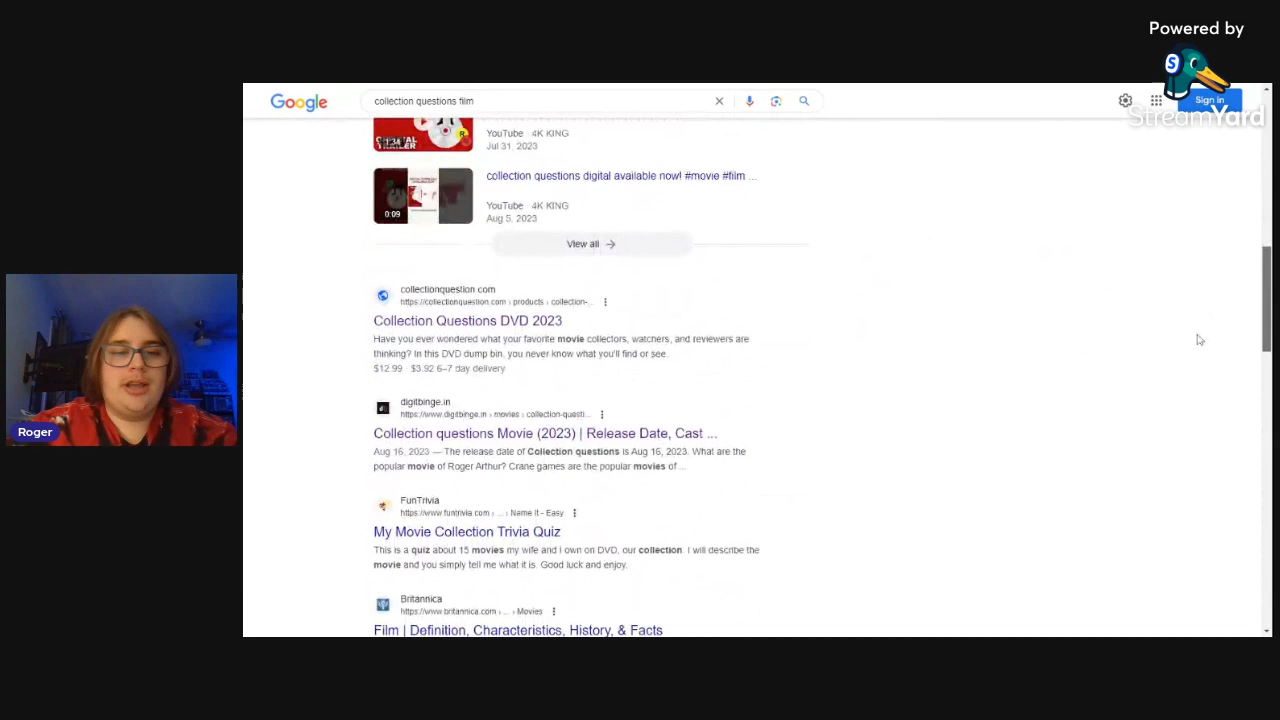 Powered by
StreamYard
Google
collection questions film
Sign in
YouTube · 4K KING
Jul 31, 2023
TRAILER
collection questions digital available now! #movie #film ...
0:09
YouTube · 4K KING
Aug 5, 2023
View all
collectionquestion.com
https://collectionquestion.com › products › collection-...
Collection Questions DVD 2023
Have you ever wondered what your favorite movie collectors, watchers, and reviewers are
thinking? In this DVD dump bin, you never know what you'll find or see.
$12.99 · $3.92 6–7 day delivery
digitbinge.in
https://www.digitbinge.in › movies › collection-questi...
Collection questions Movie (2023) | Release Date, Cast ...
Aug 16, 2023 — The release date of Collection questions is Aug 16, 2023. What are the
popular movie of Roger Arthur? Crane games are the popular movies of ...
FunTrivia
https://www.funtrivia.com › ... › Name It - Easy
My Movie Collection Trivia Quiz
This is a quiz about 15 movies my wife and I own on DVD, our collection. I will describe the
movie and you simply tell me what it is. Good luck and enjoy.
Britannica
https://www.britannica.com › ... › Movies
Film | Definition, Characteristics, History, & Facts
Roger